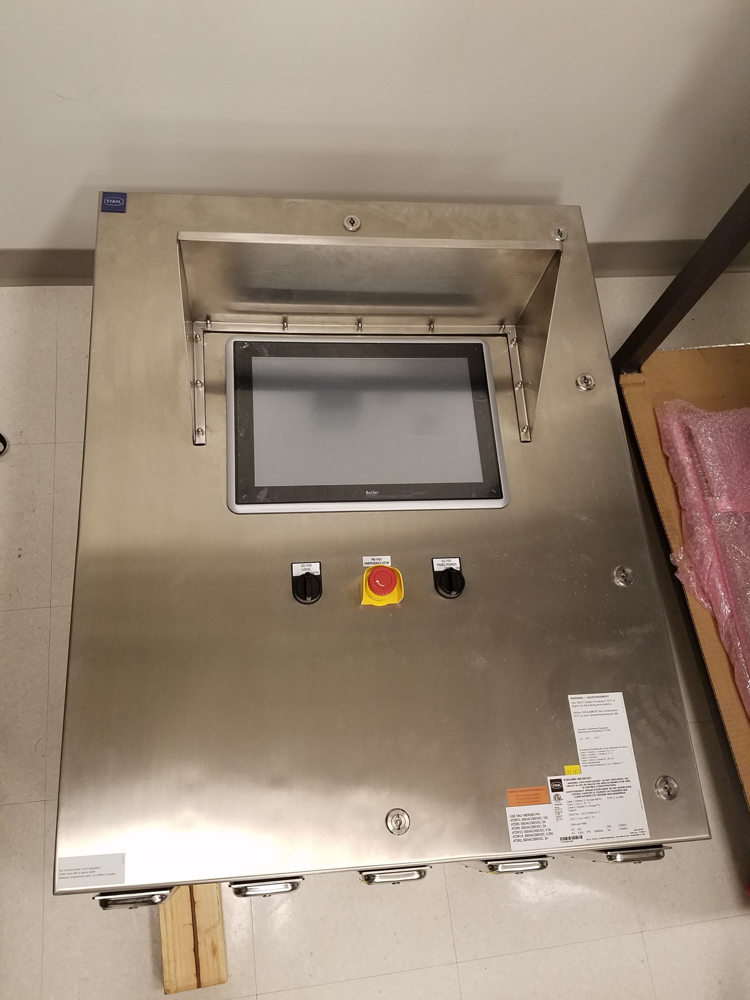 STAHL
Beijer
SS-1102
LOCAL
PB-1101
EMERGENCY STOP
SS-1101
PANEL POWER
ON
WARNING / AVERTISSEMENT
Use ONLY Copper Conductor 75°C or
higher for field wiring terminations.
Utiliser SEULEMENT des conducteurs
75°C ou pour desterminaisong sur site
Extended Temperature Range per
Manufacturer's Declaration # 1124
Provides intrinsically safe circuit extensions for use in
Class I, Division 1, Groups A, B, C, D
Class II, Division 1, Groups E, F, G
Class III, Division 1
Class I, Zone 0, Groups IIC, IIB, IIA
when connected per
Panel Control Drawing No. SO-112304-01-17
STAHL
8150/5-0800-1000-300-3321
WARNING: EXPLOSION HAZARD - DO NOT OPEN WHILE THE
CIRCUIT IS LIVE OR UNLESS THE AREA IS KNOWN TO BE FREE
OF IGNITIBLE CONCENTRATIONS.
AVERTISSEMENT: RISQUE D'EXPLOSION. NE PAS OUVRIR SOUS
TENSION, COUPLER LE COURANT OU S'ASSURER QUE
L'EMPLACEMENT EST DESIGNE NON DANGEREUX.
Intertek
Class I, Division 2, Groups ABCD TYPE 3, 4, IP66
Class I, Zone 2, IIC T4
Class II, Division 2, Groups FG
Class III
DWG No. SO-112304-01-17
-20°C ≤ Ta ≤ +40°C, T4
10kA sym RMS,
DC 24V 20A 12AWG
AC 120V 1Ph 50/60Hz 5A 12AWG
USE ONLY MERSEN P/N
ATDR10, 600VAC/300VDC, 10A
ATDR6, 600VAC/300VDC, 6A
ATDR5, 600VAC/300VDC, 5A
ATDR1/2, 600VAC/300VDC, 0.5A
ATDR1/4, 600VAC/300VDC, 0.25A
ATDR2, 600VAC/300VDC, 2A
Nur mit feuchtem Tuch saeubern!
Clean only with a damp cloth!
Nettoyer uniquement avec un chiffon humide!